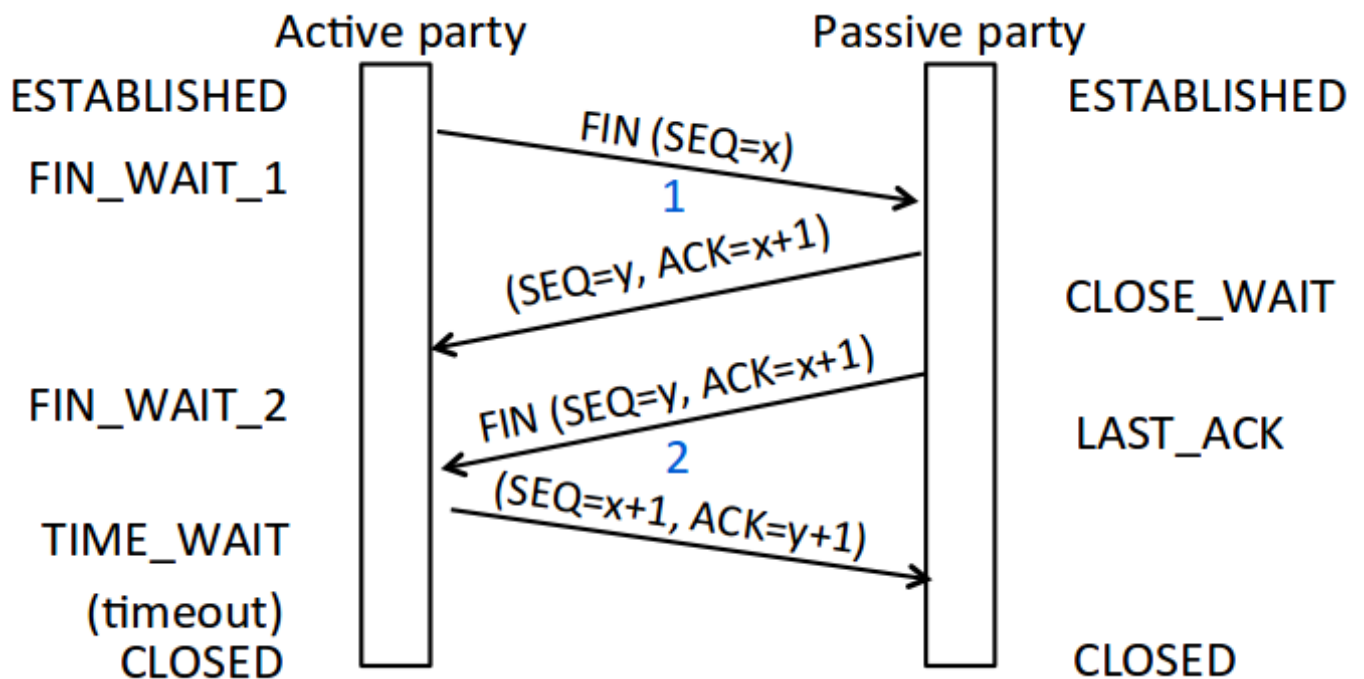 Active party
Passive party
ESTABLISHED
ESTABLISHED
FIN (SEQ=x)
FIN_WAIT_1
1
(SEQ=y, ACK=x+1)
CLOSE_WAIT
FIN (SEQ=y, ACK=x+1)
FIN_WAIT_2
LAST_ACK
2
(SEQ=x+1, ACK=y+1)
TIME_WAIT
(timeout)
CLOSED
CLOSED